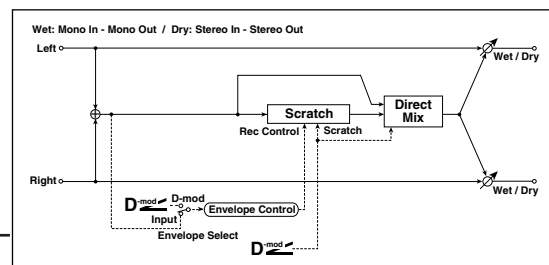 Wet: Mono In - Mono Out / Dry: Stereo In - Stereo Out
Left
Wet / Dry
Scratch
Direct
Mix
Rec Control
Scratch
Right
Wet / Dry
D-mod
D-mod
Envelope Control
Input
Envelope Select
D-mod